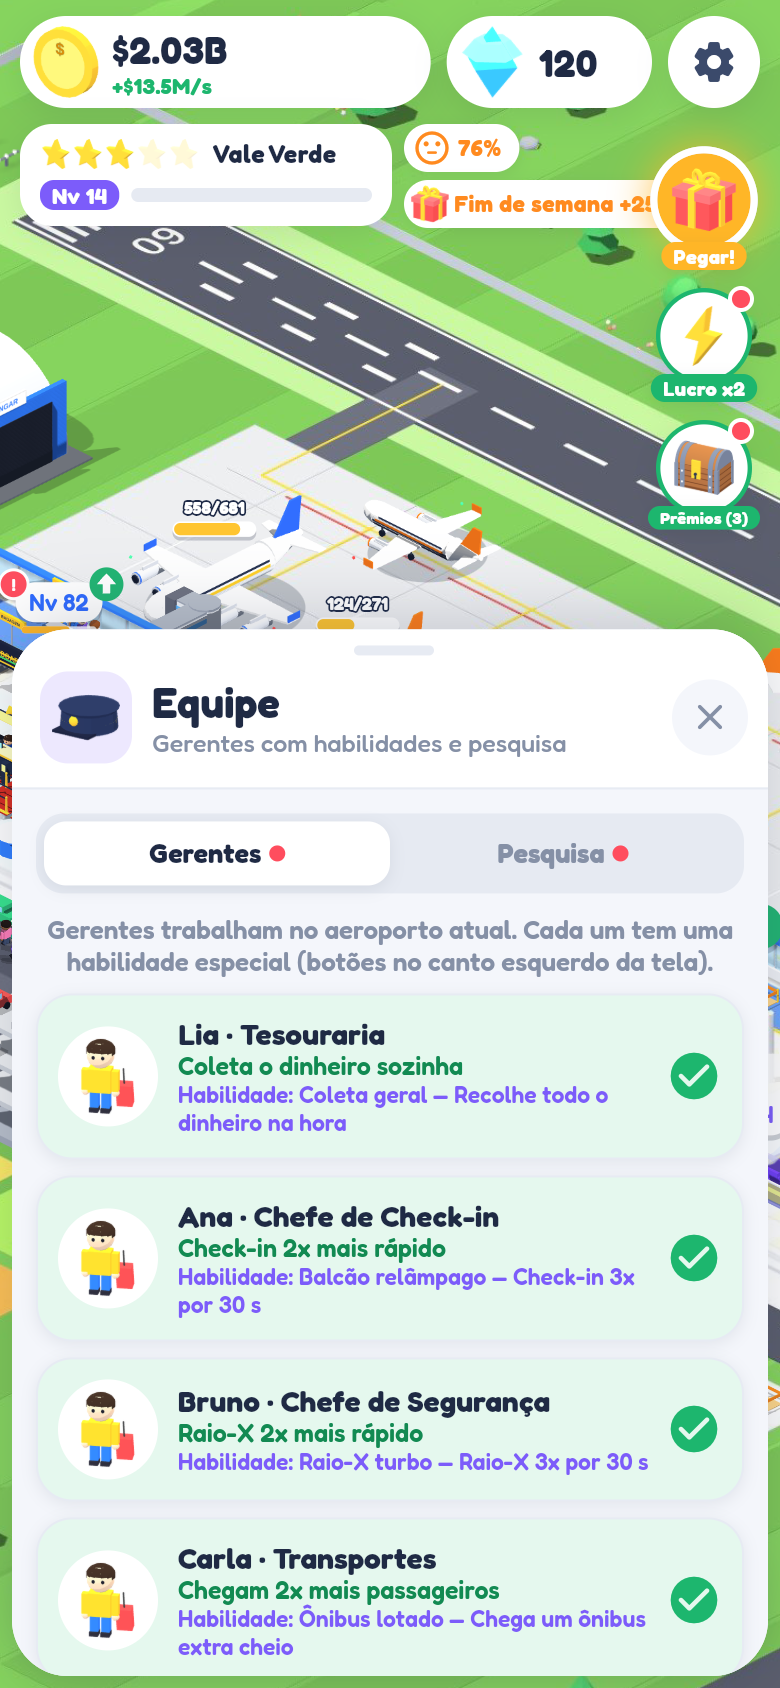 $2.03B
+$13.5M/s
120
Vale Verde
Nv 14
76%
Fim de semana +25
Pegar!
09
Lucro x2
Prêmios (3)
558/681
Nv 82
124/271
Equipe
Gerentes com habilidades e pesquisa
Gerentes
Pesquisa
Gerentes trabalham no aeroporto atual. Cada um tem uma
habilidade especial (botões no canto esquerdo da tela).
Lia · Tesouraria
Coleta o dinheiro sozinha
Habilidade: Coleta geral – Recolhe todo o
dinheiro na hora
Ana · Chefe de Check-in
Check-in 2x mais rápido
Habilidade: Balcão relâmpago – Check-in 3x
por 30 s
Bruno · Chefe de Segurança
Raio-X 2x mais rápido
Habilidade: Raio-X turbo – Raio-X 3x por 30 s
Carla · Transportes
Chegam 2x mais passageiros
Habilidade: Ônibus lotado – Chega um ônibus
extra cheio